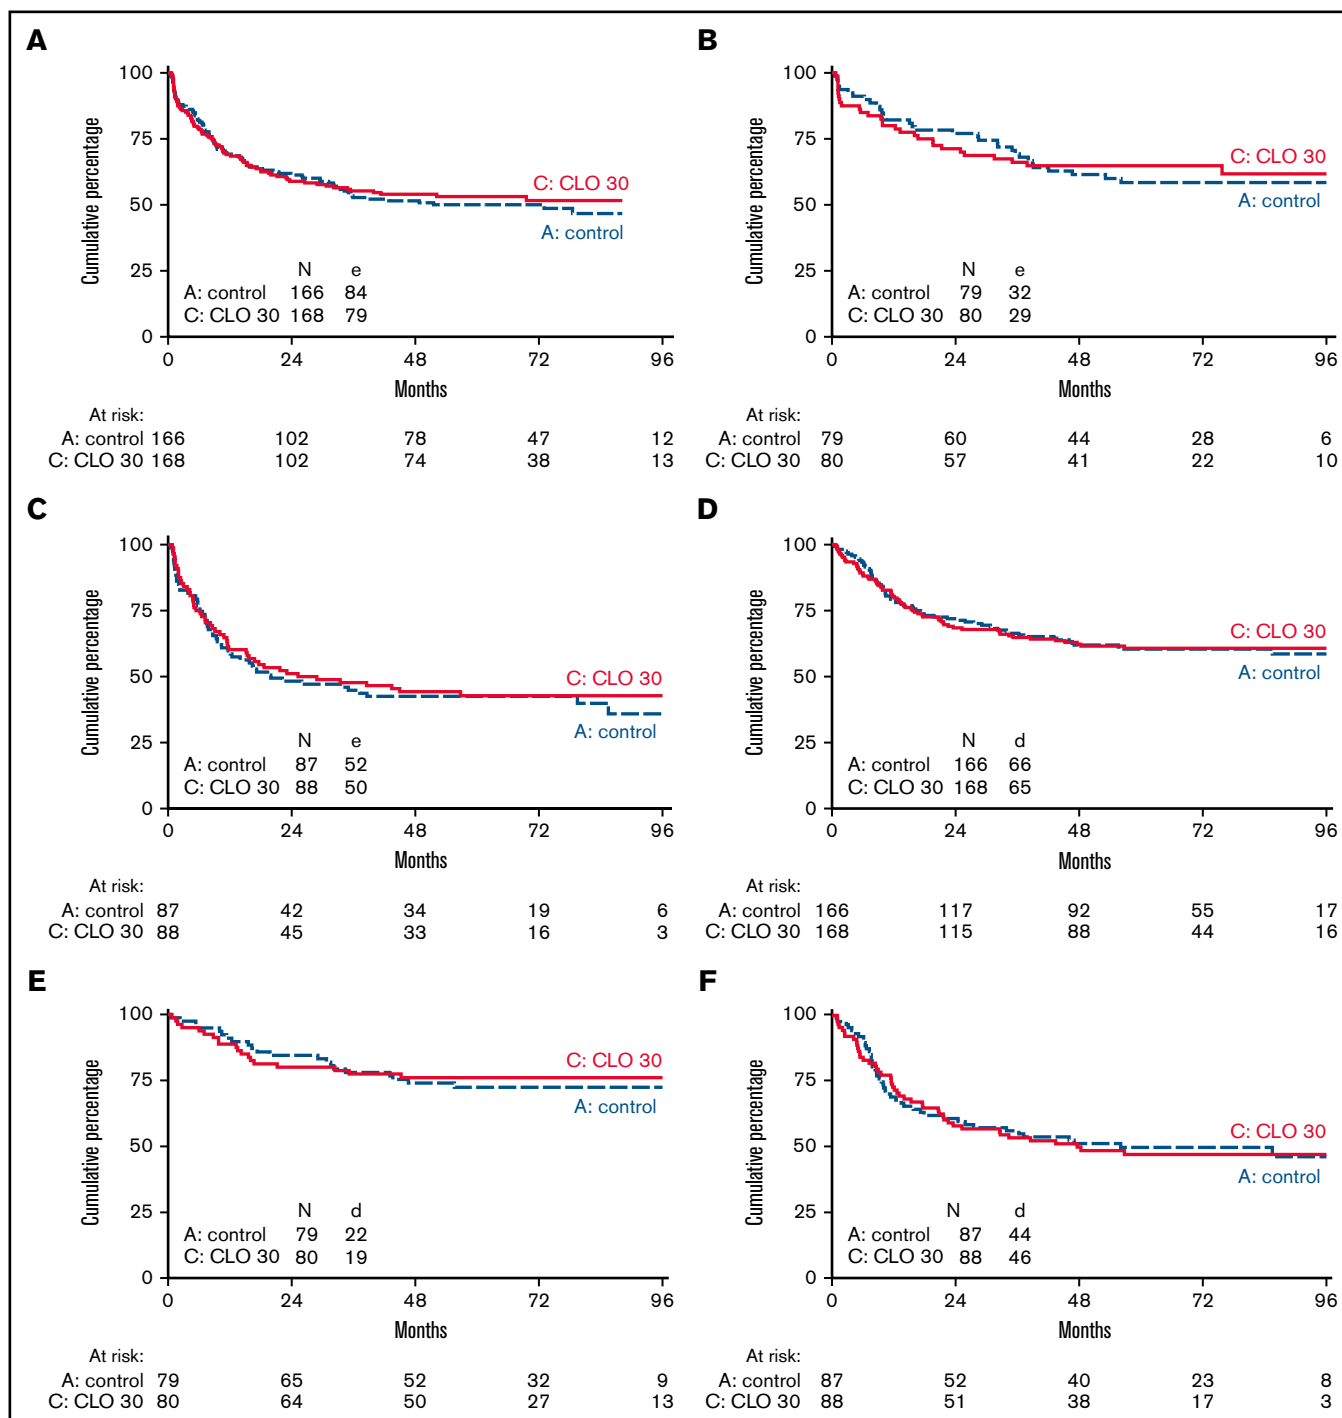 A
Cumulative percentage
100
75
50
25
0
C: CLO 30
A: control
N e
A: control 166 84
C: CLO 30 168 79
0 24 48 72 96
Months
At risk:
A: control 166 102 78 47 12
C: CLO 30 168 102 74 38 13
B
Cumulative percentage
100
75
50
25
0
C: CLO 30
A: control
N e
A: control 79 32
C: CLO 30 80 29
0 24 48 72 96
Months
At risk:
A: control 79 60 44 28 6
C: CLO 30 80 57 41 22 10
C
Cumulative percentage
100
75
50
25
0
C: CLO 30
A: control
N e
A: control 87 52
C: CLO 30 88 50
0 24 48 72 96
Months
At risk:
A: control 87 42 34 19 6
C: CLO 30 88 45 33 16 3
D
Cumulative percentage
100
75
50
25
0
C: CLO 30
A: control
N d
A: control 166 66
C: CLO 30 168 65
0 24 48 72 96
Months
At risk:
A: control 166 117 92 55 17
C: CLO 30 168 115 88 44 16
E
Cumulative percentage
100
75
50
25
0
C: CLO 30
A: control
N d
A: control 79 22
C: CLO 30 80 19
0 24 48 72 96
Months
At risk:
A: control 79 65 52 32 9
C: CLO 30 80 64 50 27 13
F
Cumulative percentage
100
75
50
25
0
C: CLO 30
A: control
N d
A: control 87 44
C: CLO 30 88 46
0 24 48 72 96
Months
At risk:
A: control 87 52 40 23 8
C: CLO 30 88 51 38 17 3